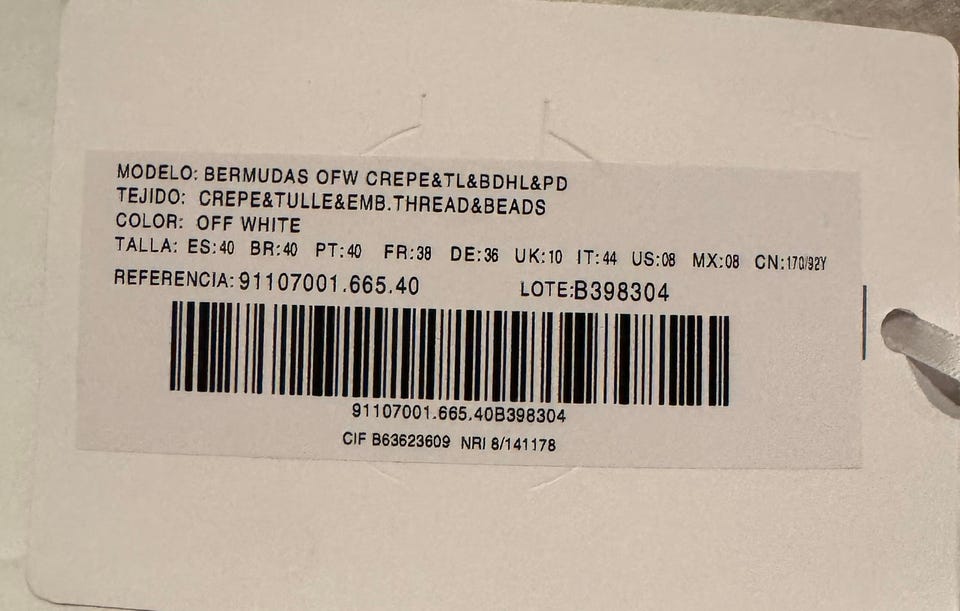 MODELO: BERMUDAS OFW CREPE&TL&BDHL&PD
TEJIDO: CREPE&TULLE&EMB.THREAD&BEADS
COLOR: OFF WHITE
TALLA: ES:40 BR:40 PT:40 FR:38 DE:36 UK:10 IT:44 US:08 MX:08 CN:170/92Y
REFERENCIA: 91107001.665.40 LOTE:B398304
91107001.665.40B398304
CIF B63623609 NRI 8/141178